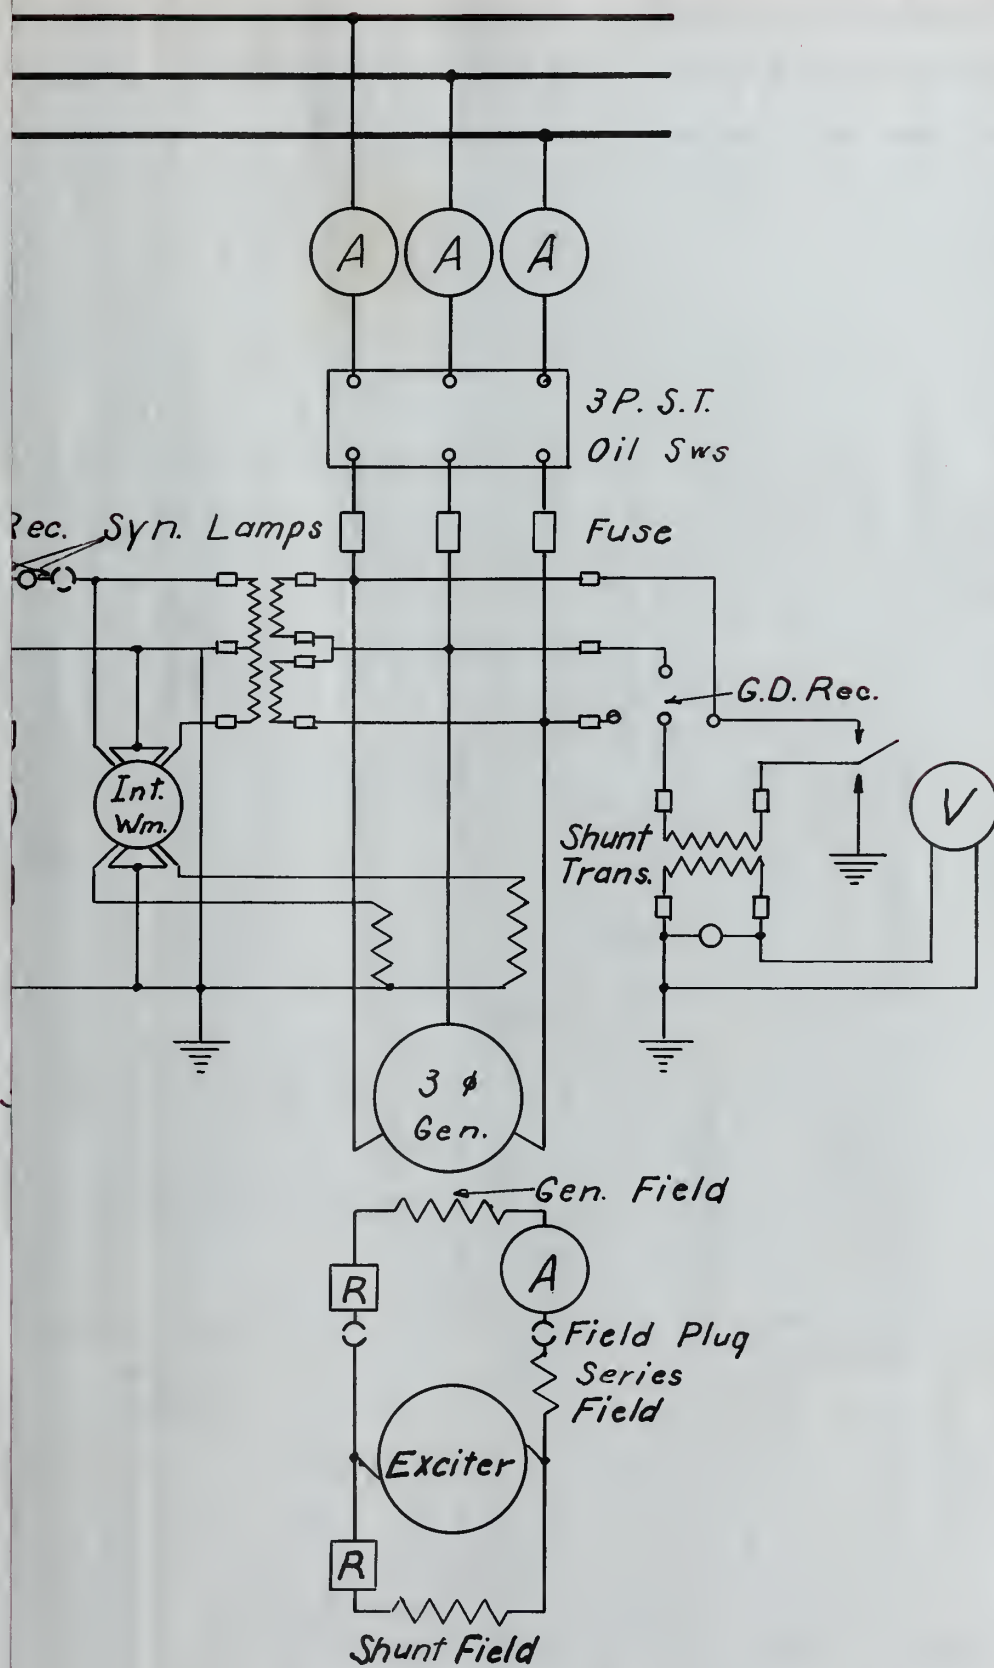 A
A
A
3 P. S. T.
Oil Sws
Rec. Syn. Lamps
Fuse
G.D. Rec.
Int.
Wm.
V
Shunt
Trans.
3 ϕ
Gen.
Gen. Field
R
A
Field Plug
Series
Field
Exciter
R
Shunt Field